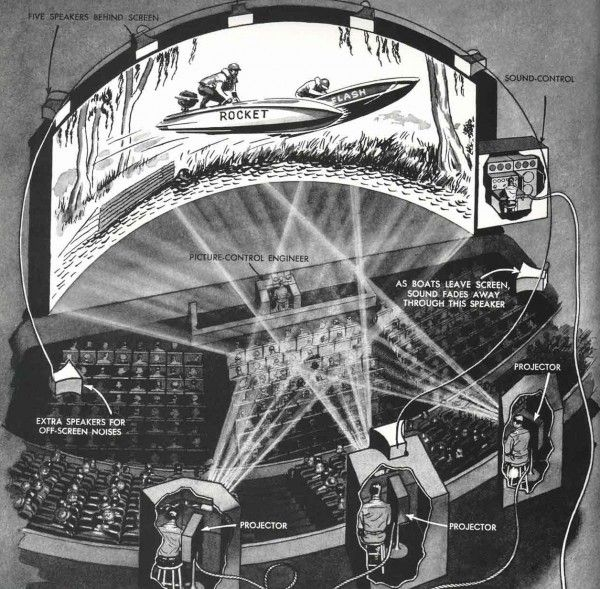 FIVE SPEAKERS BEHIND SCREEN
SOUND-CONTROL
FLASH
ROCKET
PICTURE-CONTROL ENGINEER
AS BOATS LEAVE SCREEN,
SOUND FADES AWAY
THROUGH THIS SPEAKER
PROJECTOR
EXTRA SPEAKERS FOR
OFF-SCREEN NOISES
PROJECTOR
PROJECTOR